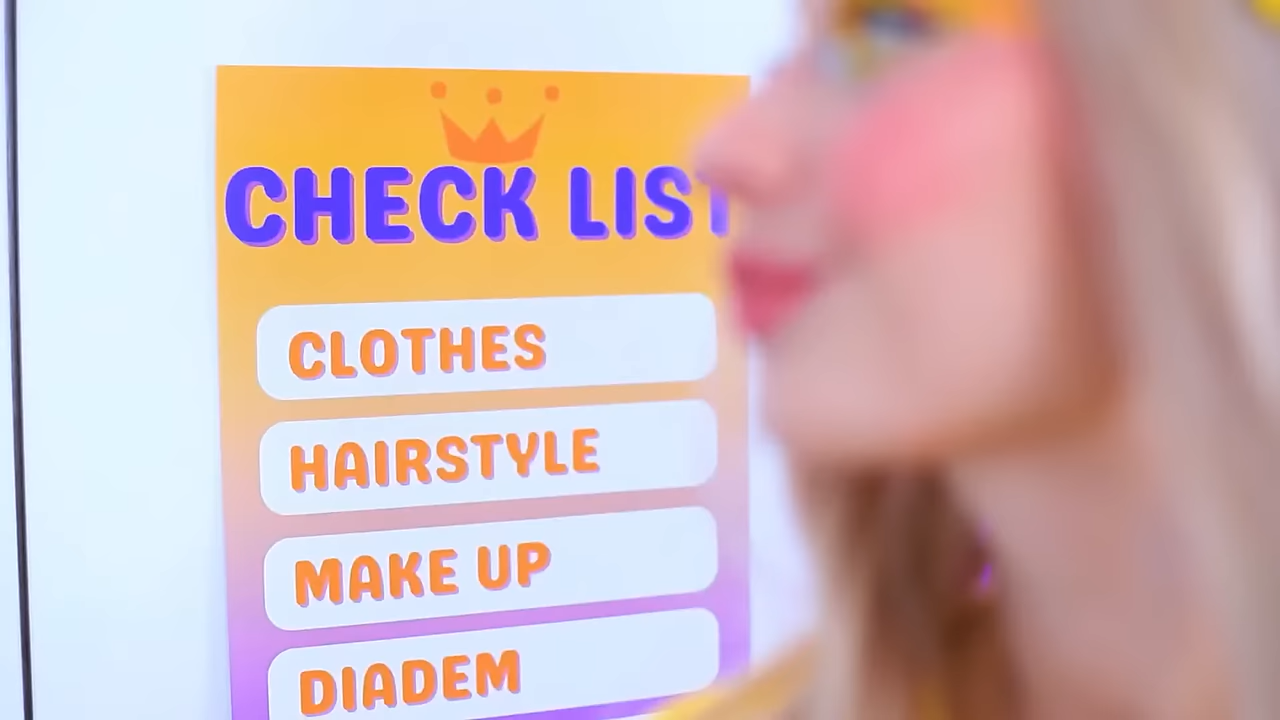 CHECK LIST
CLOTHES
HAIRSTYLE
MAKE UP
DIADEM